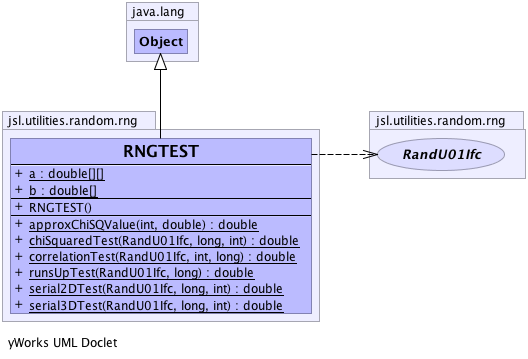 java.lang
Object
jsl.utilities.random.rng
RNGTEST
+ a : double[][]
+ b : double[]
+ RNGTEST()
+ approxChiSQValue(int, double) : double
+ chiSquaredTest(RandU01Ifc, long, int) : double
+ correlationTest(RandU01Ifc, int, long) : double
+ runsUpTest(RandU01Ifc, long) : double
+ serial2DTest(RandU01Ifc, long, int) : double
+ serial3DTest(RandU01Ifc, long, int) : double
jsl.utilities.random.rng
RandU01Ifc
yWorks UML Doclet